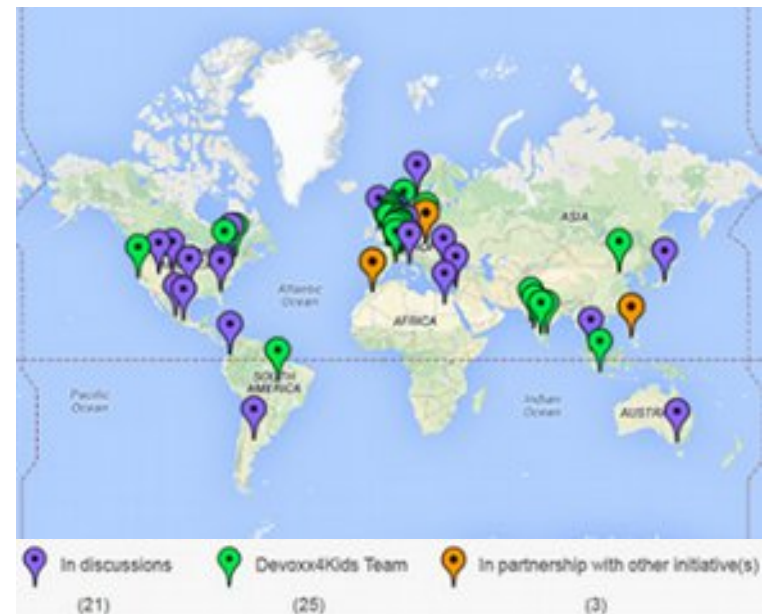 ASIA
Atlantic
Ocean
AFRICA
SOUTH
AMERICA
Pacific
Ocean
Indian
Ocean
AUSTRA
In discussions
Devoxx4Kids Team
In partnership with other initiative(s)
(21)
(25)
(3)